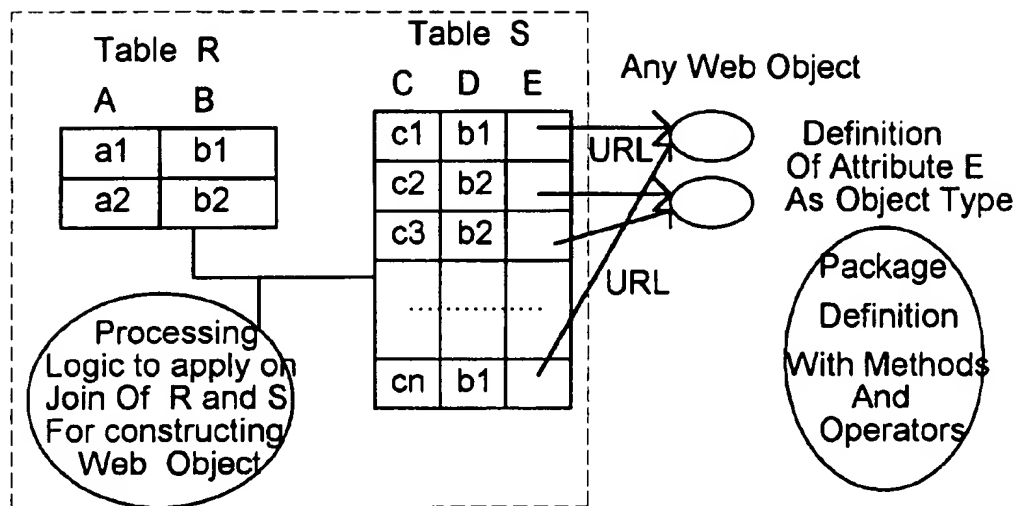 Table R
A B
a1 b1
a2 b2
Table S
C D E
c1 b1
c2 b2
c3 b2
..............
cn b1
Any Web Object
URL
URL
Definition
Of Attribute E
As Object Type
Package
Definition
With Methods
And
Operators
Processing
Logic to apply on
Join Of R and S
For constructing
Web Object